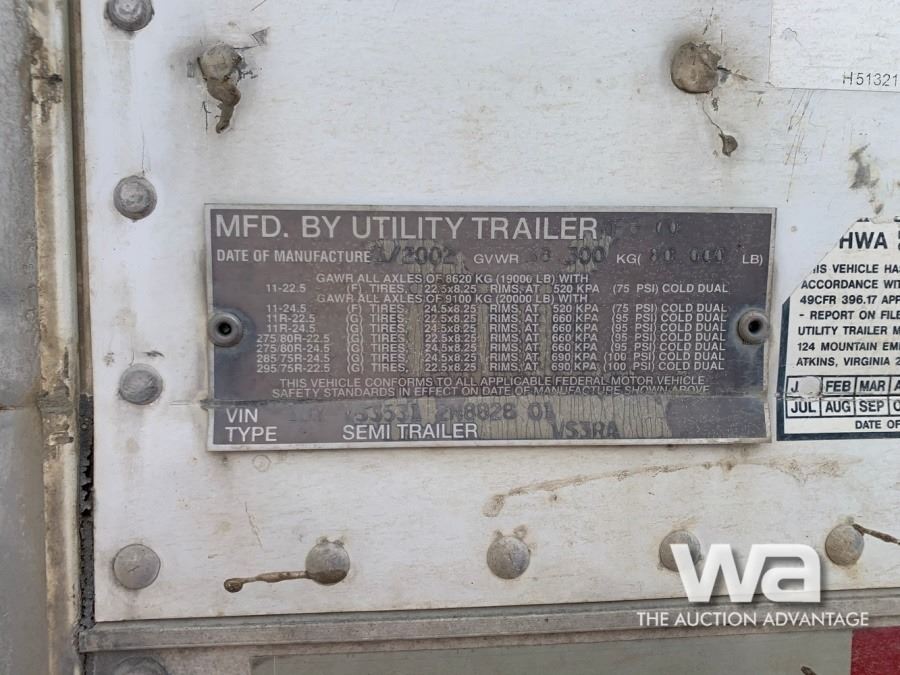 H51321
MFD. BY UTILITY TRAILER
DATE OF MANUFACTURE /2002 GVWR 300 KG( LB)
GAWR ALL AXLES OF 8620 KG (19006 LB) WITH
11-22.5 (F) TIRES, 22.5x8.25 RIMS, AT 520 KPA (75 PSI) COLD DUAL
GAWR ALL AXLES OF 9100 KG (20000 LB) WITH
11-24.5 (F) TIRES, 24.5x8.25 RIMS, AT KPA PSI) COLD DUAL
11R-22.5 (G) TIRES, 22.5x8.25 RIMS, AT 660 KPA (95 PSI) COLD DUAL
11R-24.5 (G) TIRES, 24.5x8.25 RIMS, AT 660 KPA (95 PSI) COLD DUAL
275 80R-22.5 (G) TIRES, 22.5x8.25 RIMS, AT 660 KPA (95 PSI) COLD DUAL
275 80R-24.5 (G) TIRES, 24.5x8.25 RIMS, AT 660 KPA (95 PSI) COLD DUAL
285 75R-24.5 (G) TIRES, 24.5x8.25 RIMS, AT 690 KPA (100 PSI) COLD DUAL
295 75R-22.5 (G) TIRES, 22.5x8.25 RIMS, AT 690 KPA (100 PSI) COLD DUAL
THIS VEHICLE CONFORMS TO ALL APPLICABLE FEDERAL MOTOR VEHICLE
SAFETY STANDARDS IN EFFECT ON DATE OF MANUFACTURE SHOWN ABOVE
VIN VS3531 2M8828 01
TYPE SEMI TRAILER VS3RA
HWA
HIS VEHICLE HA
ACCORDANCE WITH
49CFR 396.17 APP
- REPORT ON FILE
UTILITY TRAILER M
124 MOUNTAIN EM
ATKINS, VIRGINIA 2
J FEB MAR A
JUL AUG SEP O
DATE OF
wa
THE AUCTION ADVANTAGE